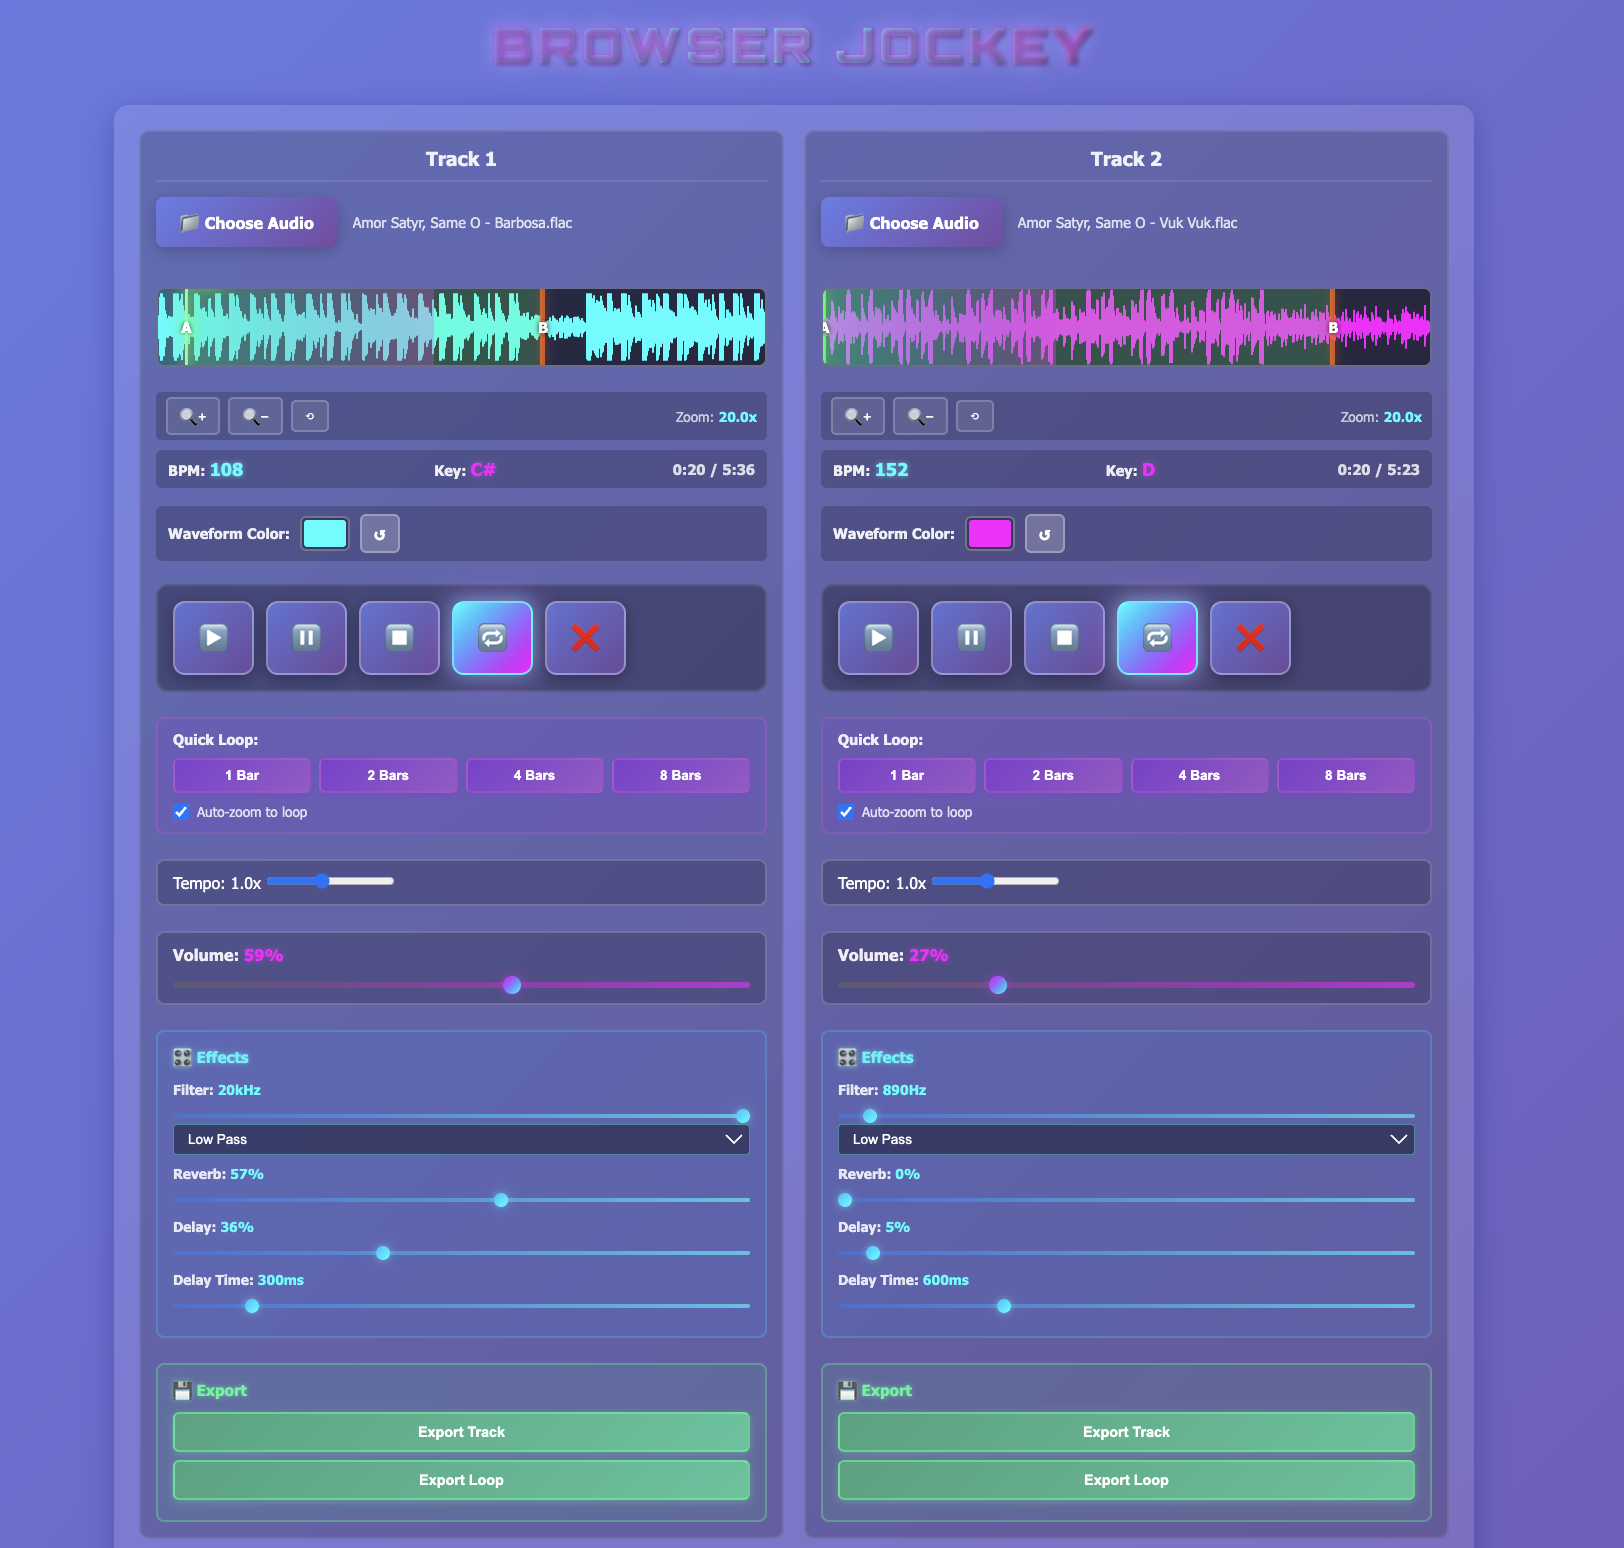 BROWSER JOCKEY
Track 1
Choose Audio
Amor Satyr, Same O - Barbosa.flac
A
B
+
−
Zoom: 20.0x
BPM: 108
Key: C#
0:20 / 5:36
Waveform Color:
Quick Loop:
1 Bar
2 Bars
4 Bars
8 Bars
Auto-zoom to loop
Tempo: 1.0x
Volume: 59%
Effects
Filter: 20kHz
Low Pass
Reverb: 57%
Delay: 36%
Delay Time: 300ms
Export
Export Track
Export Loop
Track 2
Choose Audio
Amor Satyr, Same O - Vuk Vuk.flac
A
B
+
−
Zoom: 20.0x
BPM: 152
Key: D
0:20 / 5:23
Waveform Color:
Quick Loop:
1 Bar
2 Bars
4 Bars
8 Bars
Auto-zoom to loop
Tempo: 1.0x
Volume: 27%
Effects
Filter: 890Hz
Low Pass
Reverb: 0%
Delay: 5%
Delay Time: 600ms
Export
Export Track
Export Loop